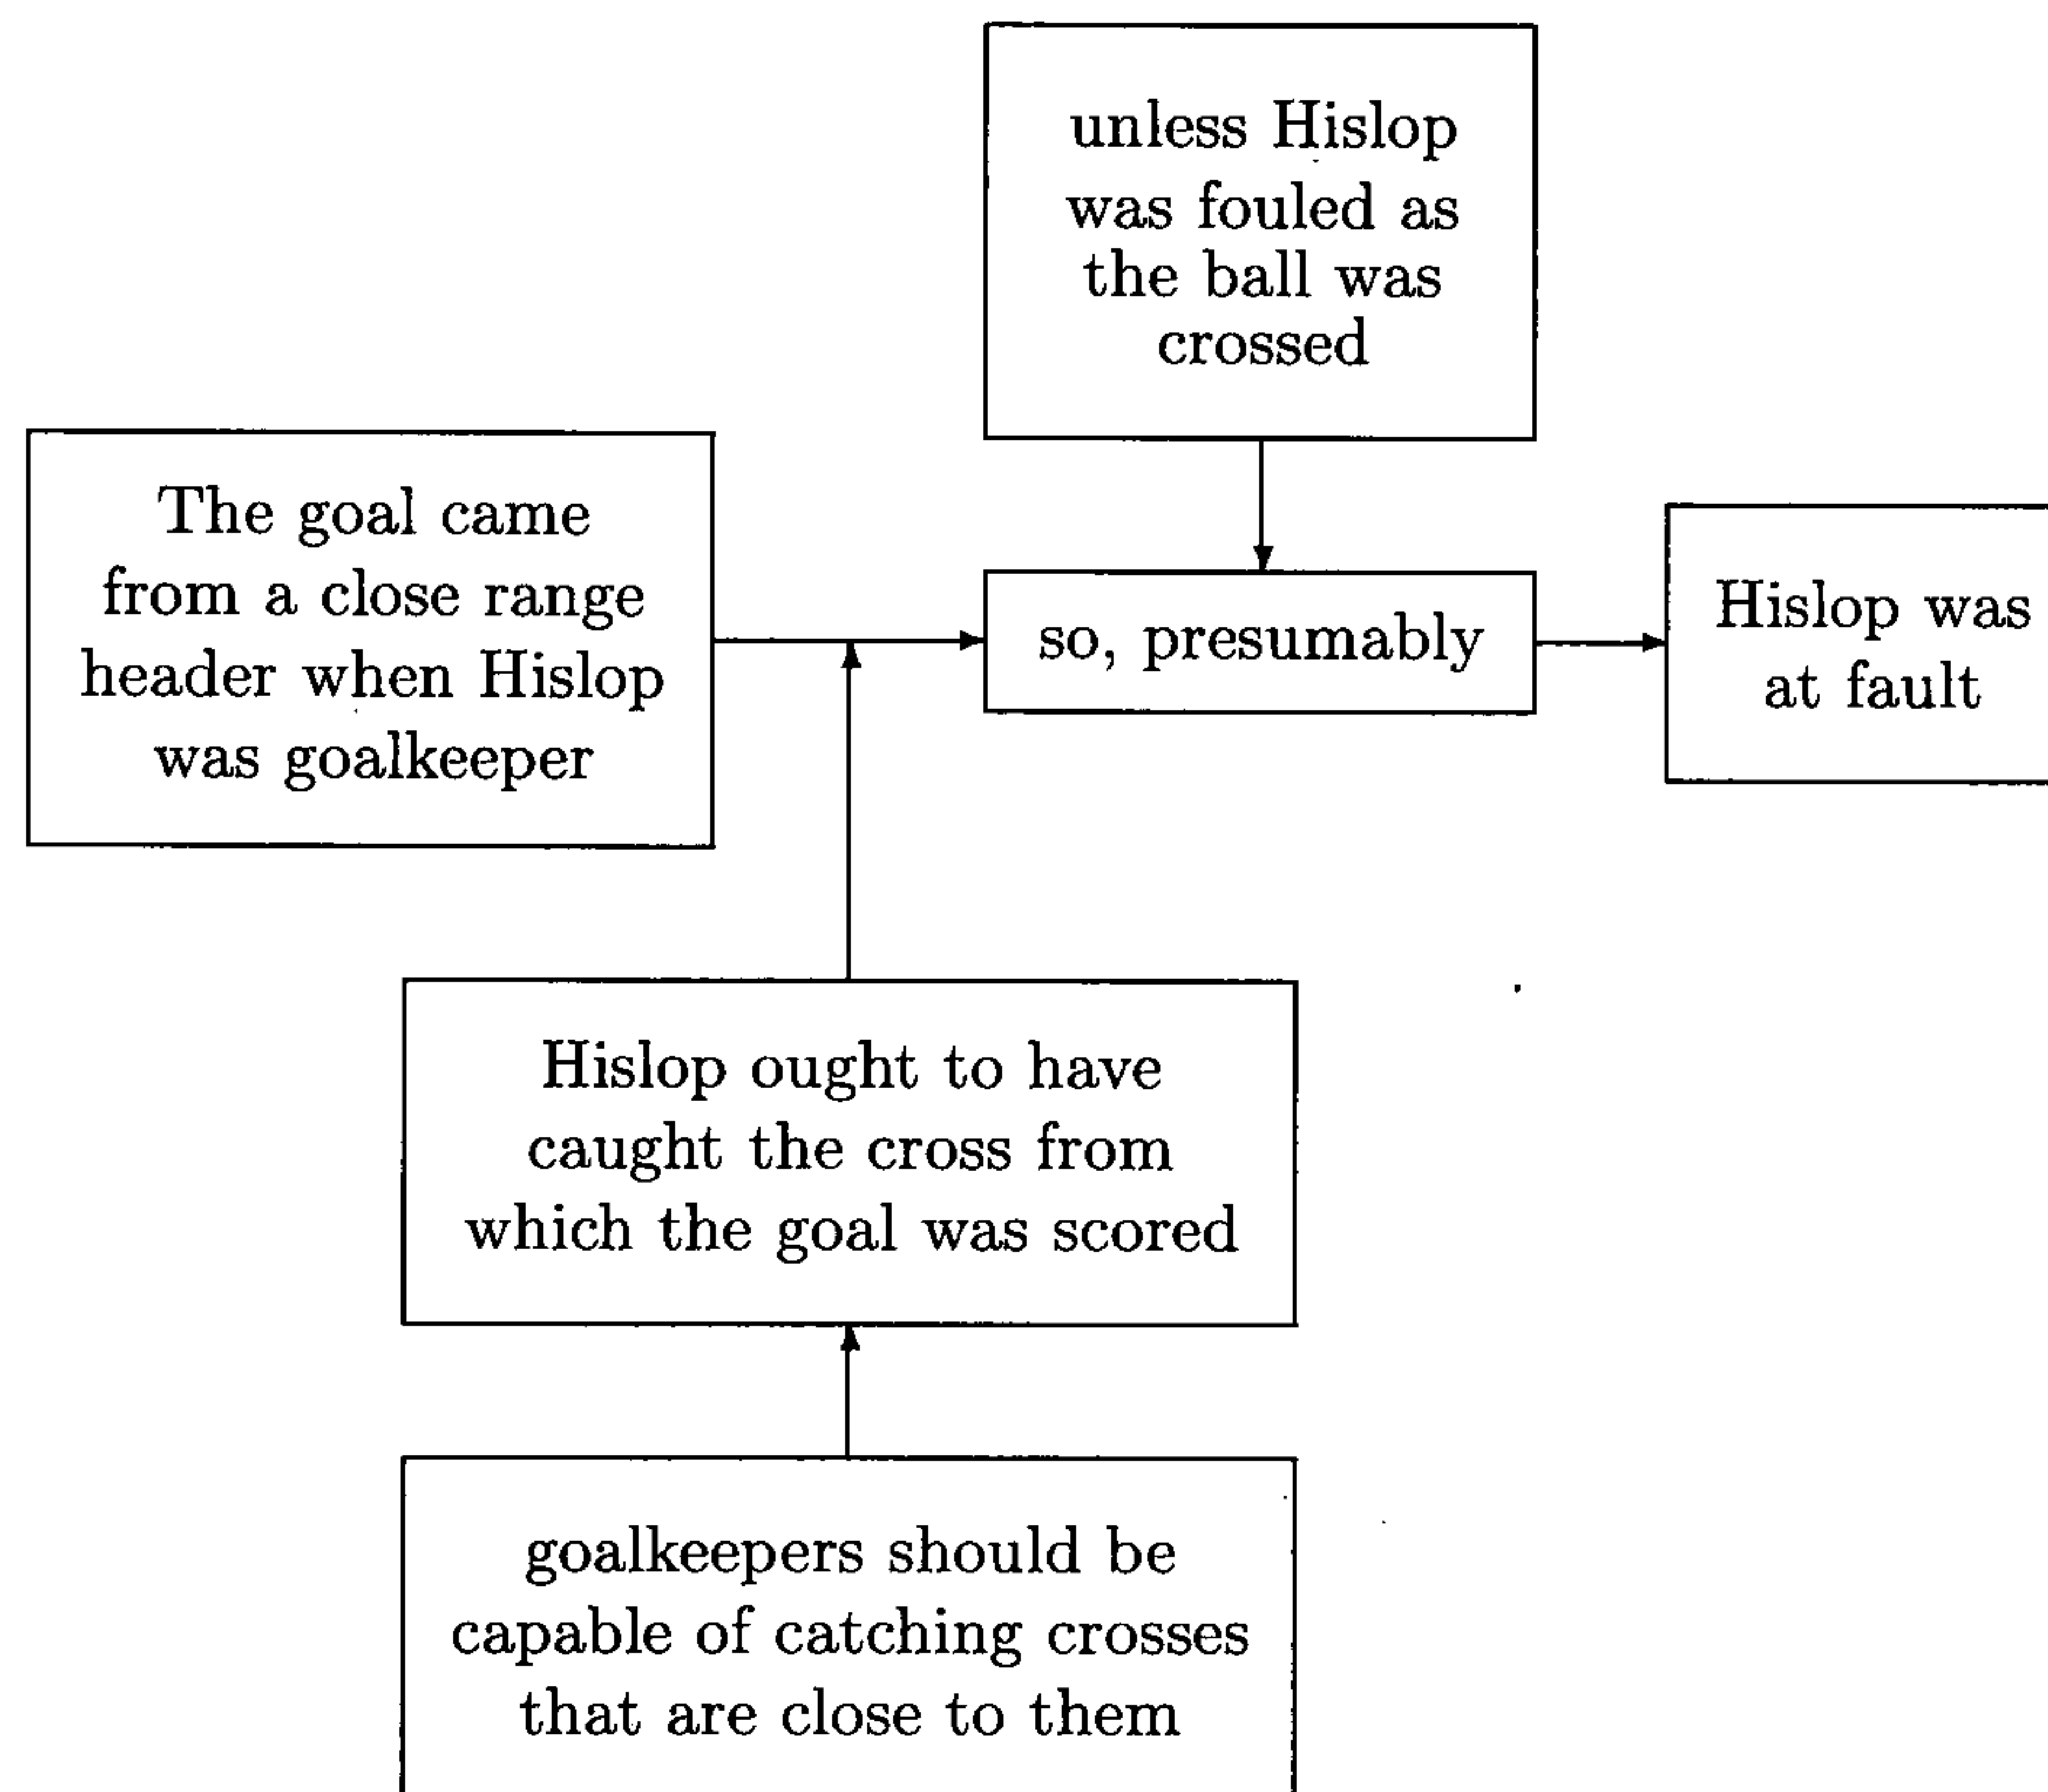 unless Hislop
was fouled as
the ball was
crossed
The goal came
from a close range
header when Hislop
was goalkeeper
so, presumably
Hislop was
at fault
Hislop ought to have
caught the cross from
which the goal was scored
goalkeepers should be
capable of catching crosses
that are close to them